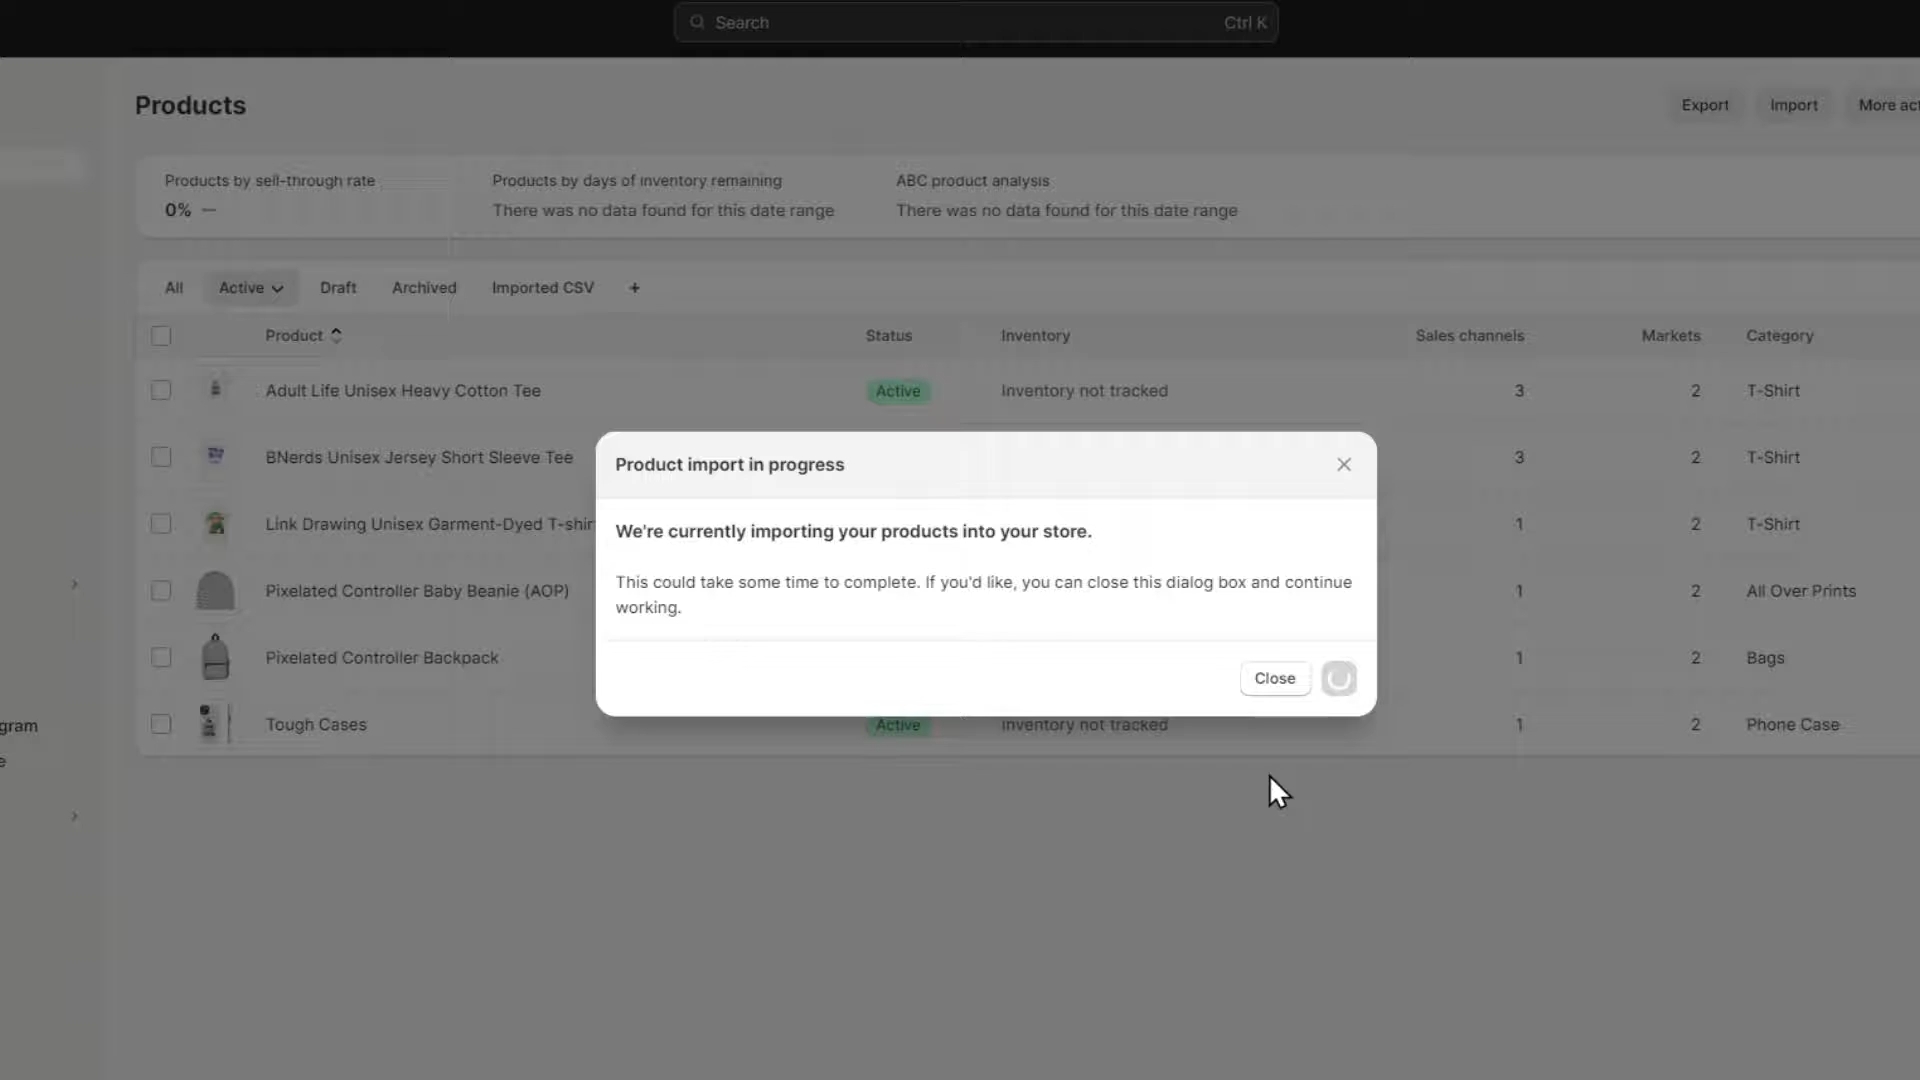 Search Ctrl K
Products
Export Import More act
Products by sell-through rate Products by days of inventory remaining ABC product analysis
0% — There was no data found for this date range There was no data found for this date range
All Active Draft Archived Imported CSV +
Product Status Inventory Sales channels Markets Category
Adult Life Unisex Heavy Cotton Tee Active Inventory not tracked 3 2 T-Shirt
BNerds Unisex Jersey Short Sleeve Tee 3 2 T-Shirt
Link Drawing Unisex Garment-Dyed T-shir 1 2 T-Shirt
Pixelated Controller Baby Beanie (AOP) 1 2 All Over Prints
Pixelated Controller Backpack 1 2 Bags
Tough Cases Active Inventory not tracked 1 2 Phone Case
gram
e
Product import in progress
We're currently importing your products into your store.
This could take some time to complete. If you'd like, you can close this dialog box and continue
working.
Close